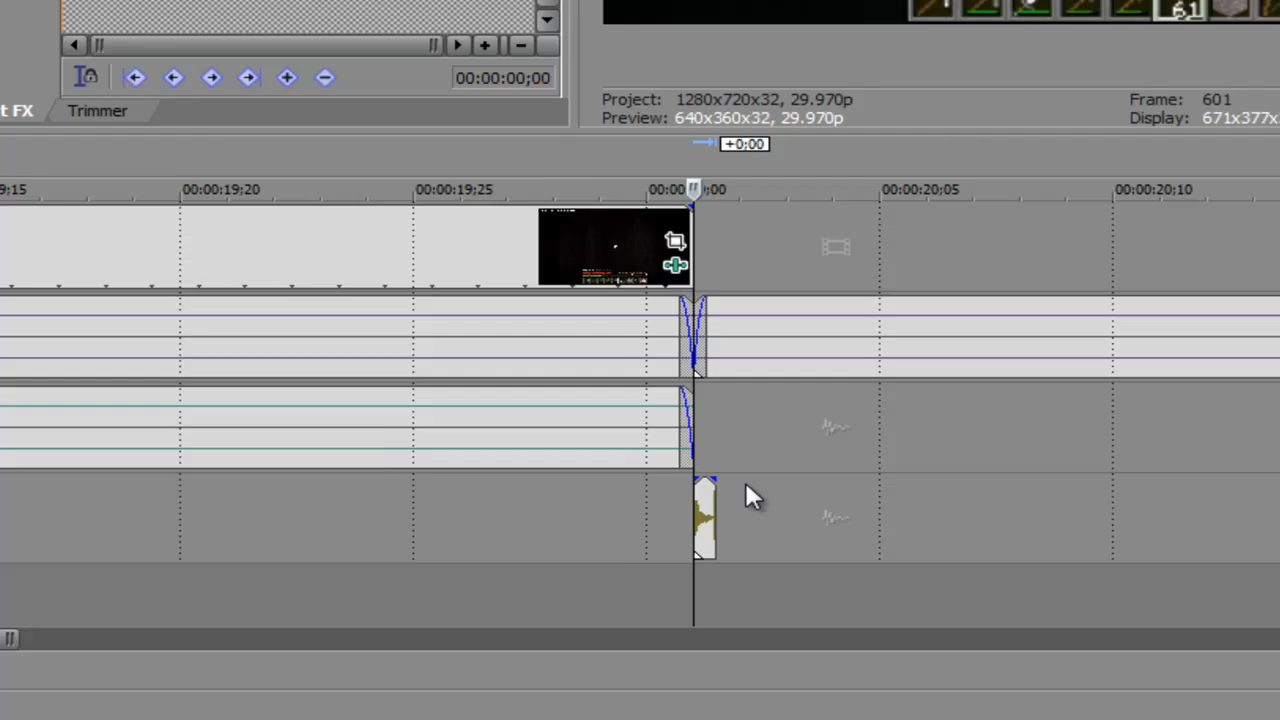 61
00:00:00;00
t FX
Trimmer
Project: 1280x720x32, 29.970p
Frame: 601
Preview: 640x360x32, 29.970p
Display: 671x377x
+0;00
9;15
00:00:19;20
00:00:19;25
00:00
;00
00:00:20;05
00:00:20;10